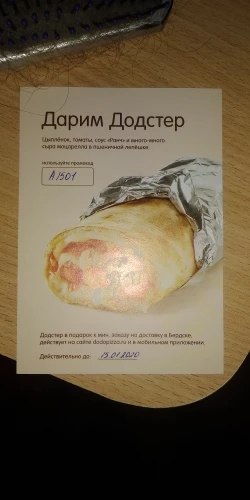 Дарим Додстер
Цыплёнок, томаты, соус «Ранч» и много-много
сыра моцарелла в пшеничной лепёшке.
используйте промокод
А1501
Додстер в подарок к мин. заказу на доставку в Бердске,
действует на сайте dodopizza.ru и в мобильном приложении.
Действительно до: 15.01.2020